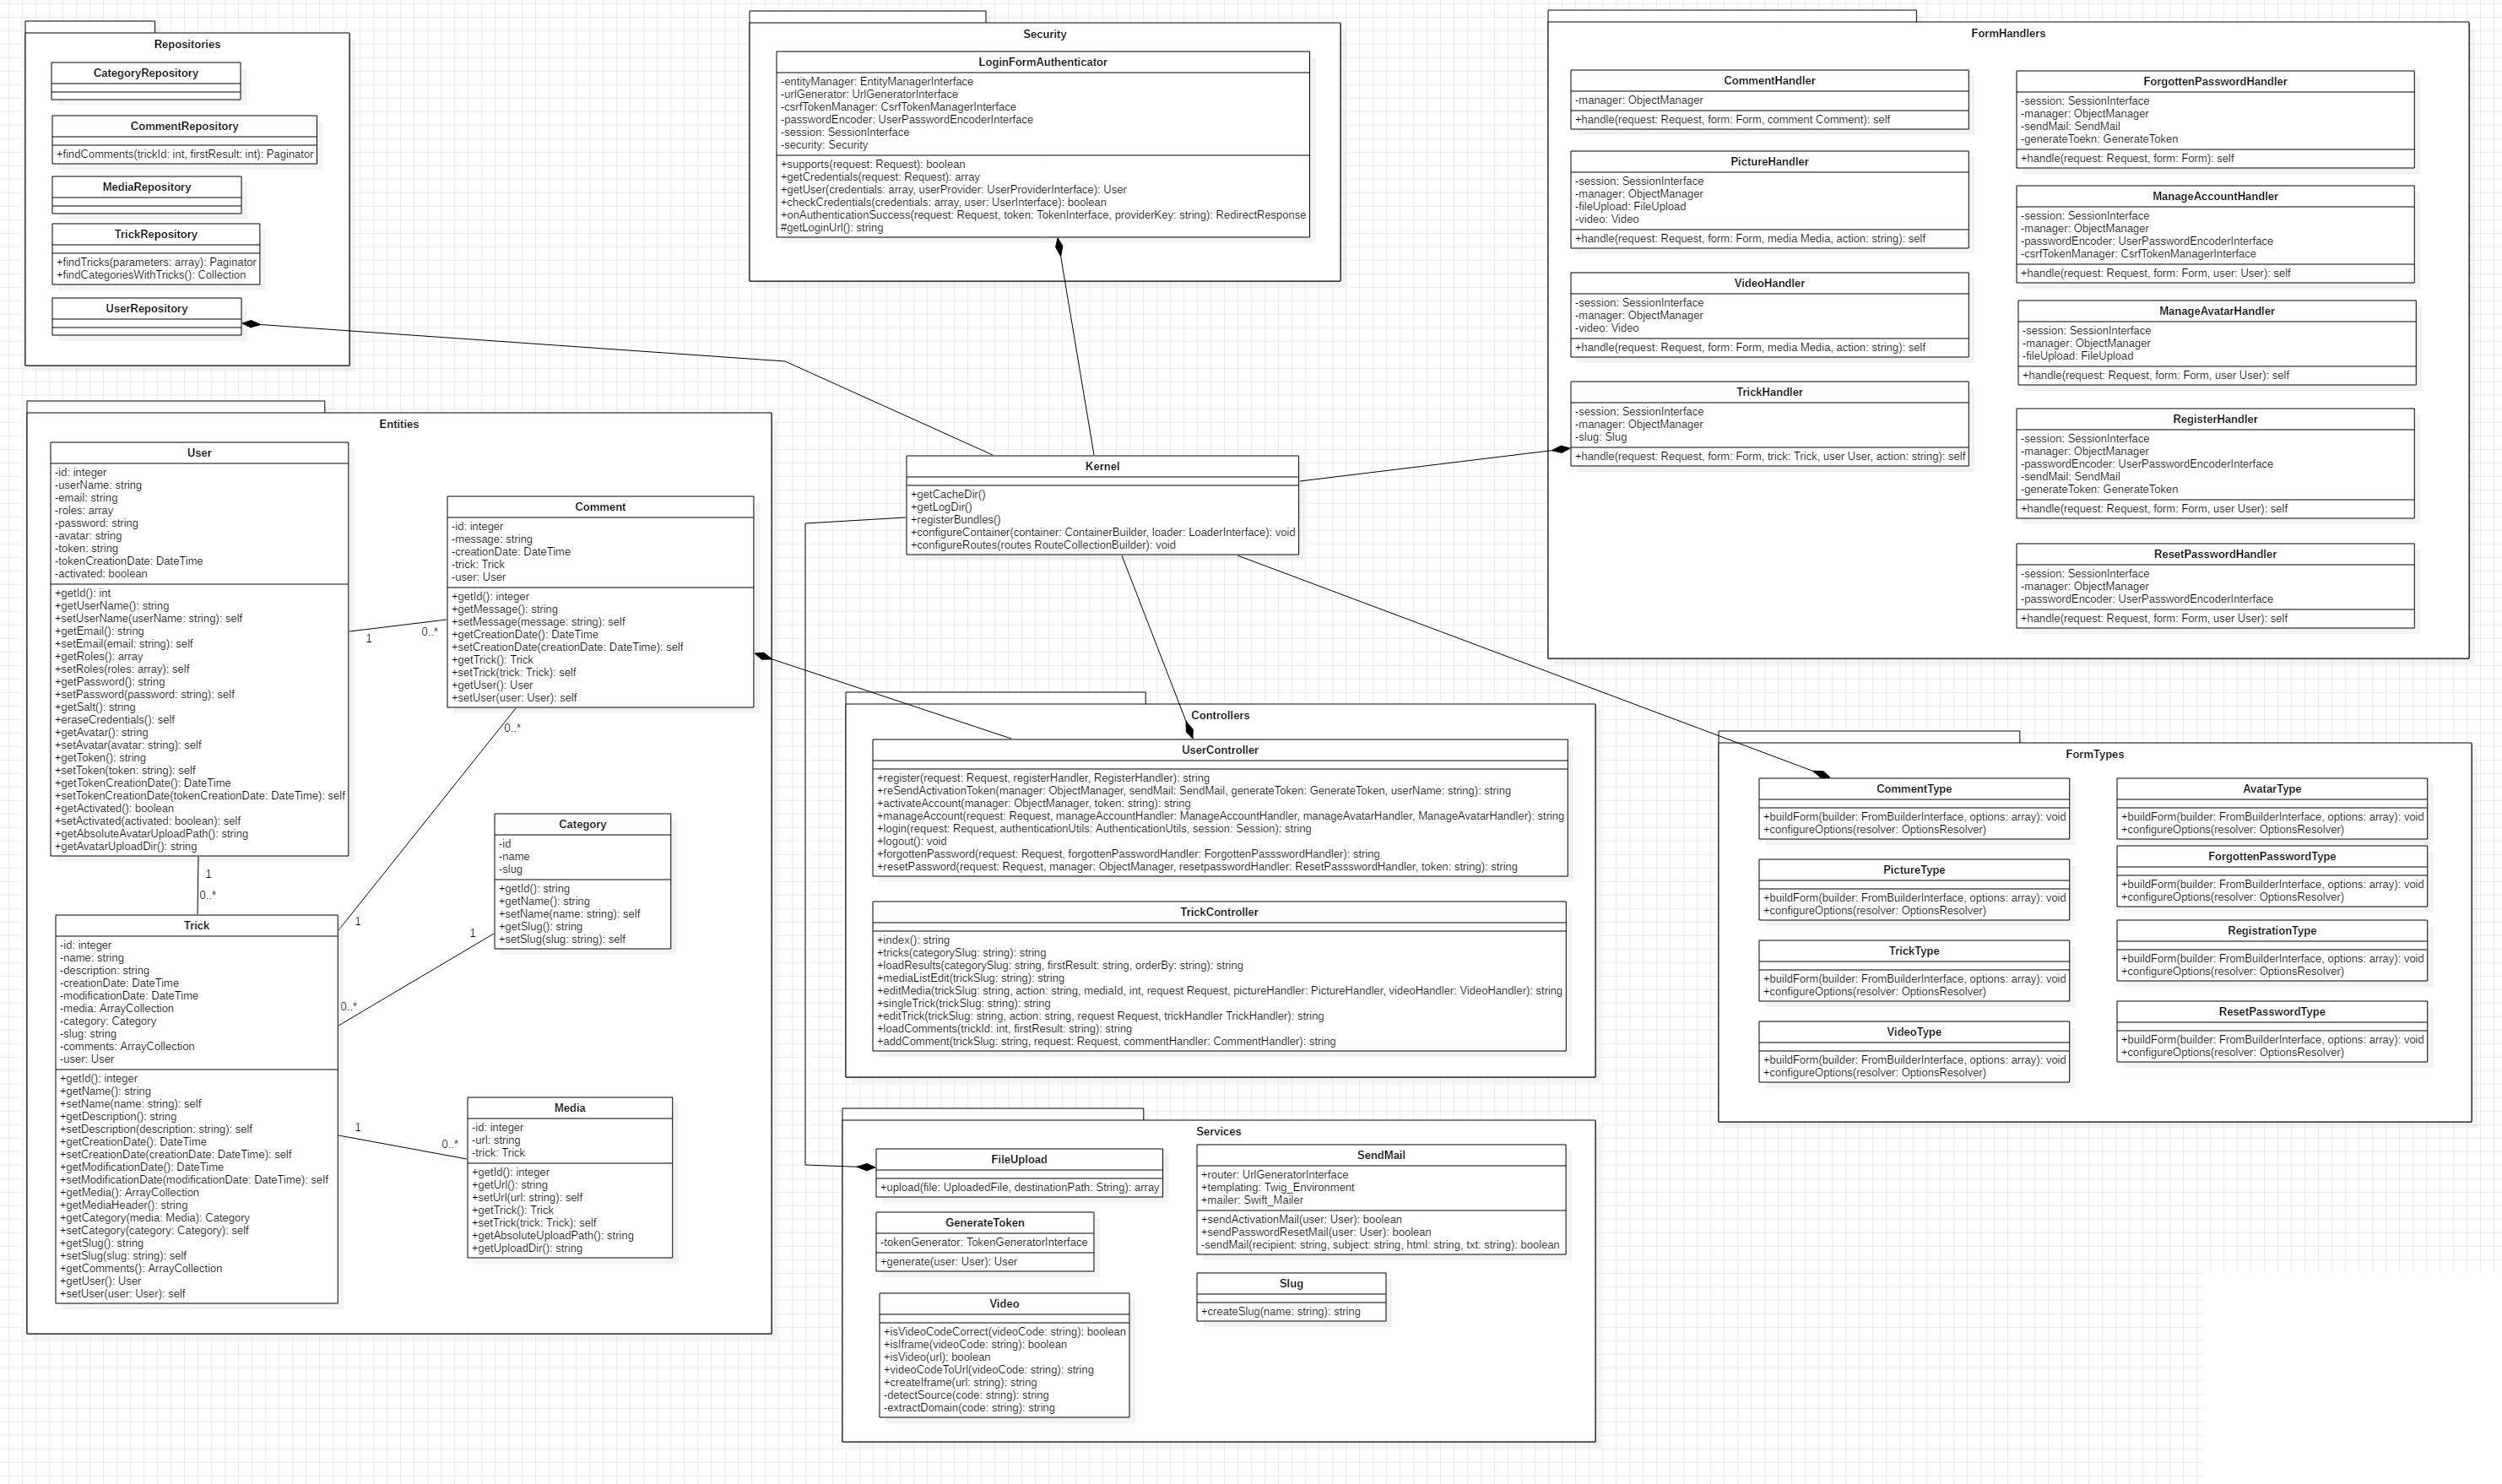 Repositories
CategoryRepository
CommentRepository
+findComments(trickId: int, firstResult: int): Paginator
MediaRepository
TrickRepository
+findTricks(parameters: array): Paginator
+findCategoriesWithTricks(): Collection
UserRepository
Security
LoginFormAuthenticator
-entityManager: EntityManagerInterface
-urlGenerator: UrlGeneratorInterface
-csrfTokenManager: CsrfTokenManagerInterface
-passwordEncoder: UserPasswordEncoderInterface
-session: SessionInterface
-security: Security
+supports(request: Request): boolean
+getCredentials(request: Request): array
+getUser(credentials: array, userProvider: UserProviderInterface): User
+checkCredentials(credentials: array, user: UserInterface): boolean
+onAuthenticationSuccess(request: Request, token: TokenInterface, providerKey: string): RedirectResponse
#getLoginUrl(): string
FormHandlers
CommentHandler
-manager: ObjectManager
+handle(request: Request, form: Form, comment Comment): self
PictureHandler
-session: SessionInterface
-manager: ObjectManager
-fileUpload: FileUpload
-video: Video
+handle(request: Request, form: Form, media Media, action: string): self
VideoHandler
-session: SessionInterface
-manager: ObjectManager
-video: Video
+handle(request: Request, form: Form, media Media, action: string): self
TrickHandler
-session: SessionInterface
-manager: ObjectManager
-slug: Slug
+handle(request: Request, form: Form, trick: Trick, user User, action: string): self
ForgottenPasswordHandler
-session: SessionInterface
-manager: ObjectManager
-sendMail: SendMail
-generateToekn: GenerateToken
+handle(request: Request, form: Form): self
ManageAccountHandler
-session: SessionInterface
-manager: ObjectManager
-passwordEncoder: UserPasswordEncoderInterface
-csrfTokenManager: CsrfTokenManagerInterface
+handle(request: Request, form: Form, user: User): self
ManageAvatarHandler
-session: SessionInterface
-manager: ObjectManager
-fileUpload: FileUpload
+handle(request: Request, form: Form, user User): self
RegisterHandler
-session: SessionInterface
-manager: ObjectManager
-passwordEncoder: UserPasswordEncoderInterface
-sendMail: SendMail
-generateToken: GenerateToken
+handle(request: Request, form: Form, user User): self
ResetPasswordHandler
-session: SessionInterface
-manager: ObjectManager
-passwordEncoder: UserPasswordEncoderInterface
+handle(request: Request, form: Form, user User): self
Entities
User
-id: integer
-userName: string
-email: string
-roles: array
-password: string
-avatar: string
-token: string
-tokenCreationDate: DateTime
-activated: boolean
+getId(): int
+getUserName(): string
+setUserName(userName: string): self
+getEmail(): string
+setEmail(email: string): self
+getRoles(): array
+setRoles(roles: array): self
+getPassword(): string
+setPassword(password: string): self
+getSalt(): string
+eraseCredentials(): self
+getAvatar(): string
+setAvatar(avatar: string): self
+getToken(): string
+setToken(token: string): self
+getTokenCreationDate(): DateTime
+setTokenCreationDate(tokenCreationDate: DateTime): self
+getActivated(): boolean
+setActivated(activated: boolean): self
+getAbsoluteAvatarUploadPath(): string
+getAvatarUploadDir(): string
1
0..*
Comment
-id: integer
-message: string
-creationDate: DateTime
-trick: Trick
-user: User
+getId(): integer
+getMessage(): string
+setMessage(message: string): self
+getCreationDate(): DateTime
+setCreationDate(creationDate: DateTime): self
+getTrick(): Trick
+setTrick(trick: Trick): self
+getUser(): User
+setUser(user: User): self
0..*
1
0..*
1
Category
-id
-name
-slug
+getId(): string
+getName(): string
+setName(name: string): self
+getSlug(): string
+setSlug(slug: string): self
1
0..*
Trick
-id: integer
-name: string
-description: string
-creationDate: DateTime
-modificationDate: DateTime
-media: ArrayCollection
-category: Category
-slug: string
-comments: ArrayCollection
-user: User
+getId(): integer
+getName(): string
+setName(name: string): self
+getDescription(): string
+setDescription(description: string): self
+getCreationDate(): DateTime
+setCreationDate(creationDate: DateTime): self
+getModificationDate(): DateTime
+setModificationDate(modificationDate: DateTime): self
+getMedia(): ArrayCollection
+getMediaHeader(): string
+getCategory(media: Media): Category
+setCategory(category: Category): self
+getSlug(): string
+setSlug(slug: string): self
+getComments(): ArrayCollection
+getUser(): User
+setUser(user: User): self
1
0..*
Media
-id: integer
-url: string
-trick: Trick
+getId(): integer
+getUrl(): string
+setUrl(url: string): self
+getTrick(): Trick
+setTrick(trick: Trick): self
+getAbsoluteUploadPath(): string
+getUploadDir(): string
Kernel
+getCacheDir()
+getLogDir()
+registerBundles()
+configureContainer(container: ContainerBuilder, loader: LoaderInterface): void
+configureRoutes(routes RouteCollectionBuilder): void
Controllers
UserController
+register(request: Request, registerHandler, RegisterHandler): string
+reSendActivationToken(manager: ObjectManager, sendMail: SendMail, generateToken: GenerateToken, userName: string): string
+activateAccount(manager: ObjectManager, token: string): string
+manageAccount(request: Request, manageAccountHandler: ManageAccountHandler, manageAvatarHandler, ManageAvatarHandler): string
+login(request: Request, authenticationUtils: AuthenticationUtils, session: Session): string
+logout(): void
+forgottenPassword(request: Request, forgottenPasswordHandler: ForgottenPassswordHandler): string
+resetPassword(request: Request, manager: ObjectManager, resetpasswordHandler: ResetPassswordHandler, token: string): string
TrickController
+index(): string
+tricks(categorySlug: string): string
+loadResults(categorySlug: string, firstResult: string, orderBy: string): string
+mediaListEdit(trickSlug: string): string
+editMedia(trickSlug: string, action: string, mediaId, int, request Request, pictureHandler: PictureHandler, videoHandler: VideoHandler): string
+singleTrick(trickSlug: string): string
+editTrick(trickSlug: string, action: string, request Request, trickHandler TrickHandler): string
+loadComments(trickId: int, firstResult: string): string
+addComment(trickSlug: string, request: Request, commentHandler: CommentHandler): string
FormTypes
CommentType
+buildForm(builder: FromBuilderInterface, options: array): void
+configureOptions(resolver: OptionsResolver)
PictureType
+buildForm(builder: FromBuilderInterface, options: array): void
+configureOptions(resolver: OptionsResolver)
TrickType
+buildForm(builder: FromBuilderInterface, options: array): void
+configureOptions(resolver: OptionsResolver)
VideoType
+buildForm(builder: FromBuilderInterface, options: array): void
+configureOptions(resolver: OptionsResolver)
AvatarType
+buildForm(builder: FromBuilderInterface, options: array): void
+configureOptions(resolver: OptionsResolver)
ForgottenPasswordType
+buildForm(builder: FromBuilderInterface, options: array): void
+configureOptions(resolver: OptionsResolver)
RegistrationType
+buildForm(builder: FromBuilderInterface, options: array): void
+configureOptions(resolver: OptionsResolver)
ResetPasswordType
+buildForm(builder: FromBuilderInterface, options: array): void
+configureOptions(resolver: OptionsResolver)
Services
FileUpload
+upload(file: UploadedFile, destinationPath: String): array
GenerateToken
-tokenGenerator: TokenGeneratorInterface
+generate(user: User): User
Video
+isVideoCodeCorrect(videoCode: string): boolean
+isIframe(videoCode: string): boolean
+isVideo(url): boolean
+videoCodeToUrl(videoCode: string): string
+createIframe(url: string): string
-detectSource(code: string): string
-extractDomain(code: string): string
SendMail
+router: UrlGeneratorInterface
+templating: Twig_Environment
+mailer: Swift_Mailer
+sendActivationMail(user: User): boolean
+sendPasswordResetMail(user: User): boolean
-sendMail(recipient: string, subject: string, html: string, txt: string): boolean
Slug
+createSlug(name: string): string